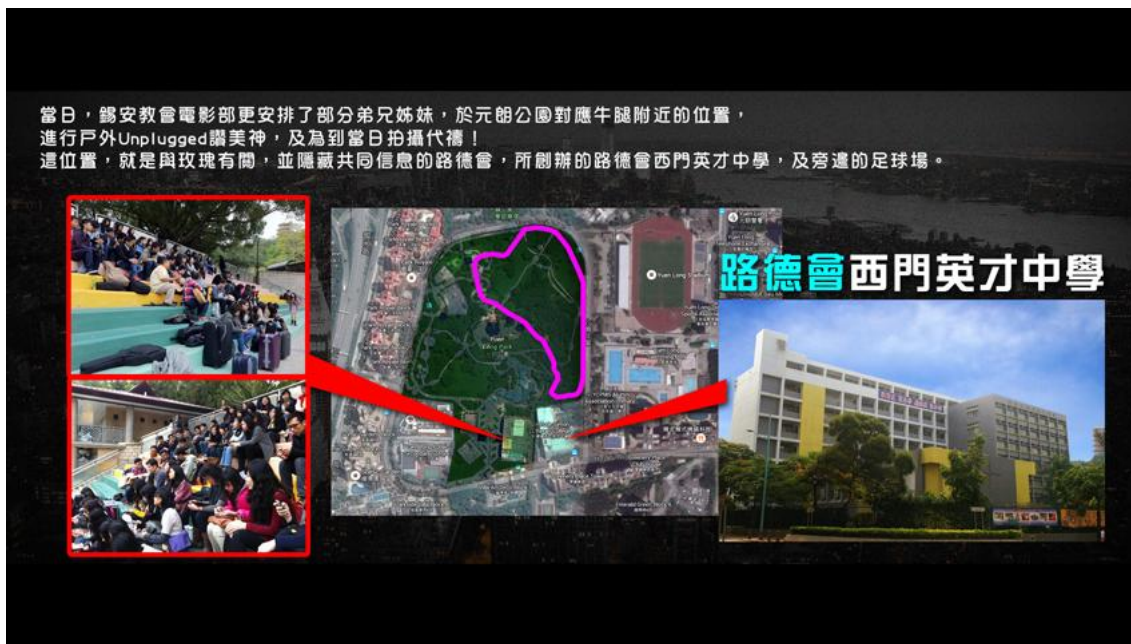 當日，錫安教會電影部更安排了部分弟兄姊妹，於元朗公園對應牛腿附近的位置，
進行戶外Unplugged讚美神，及為到當日拍攝代禱！
這位置，就是與玫瑰有關，並隱藏共同信息的路德會，所創辦的路德會西門英才中學，及旁邊的足球場。
Yuen Long Stadium
路德會西門英才中學